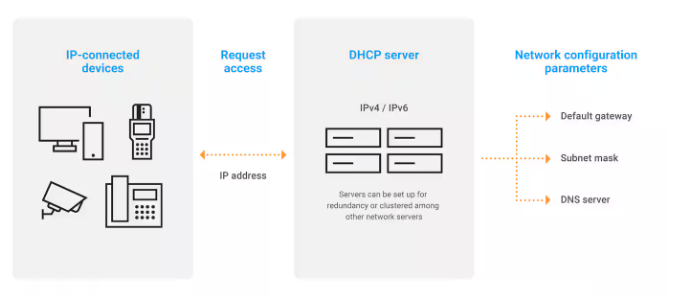 IP-connected
devices
Request
access
IP address
DHCP server
IPv4 / IPv6
Servers can be set up for
redundancy or clustered among
other network servers
Network configuration
parameters
Default gateway
Subnet mask
DNS server